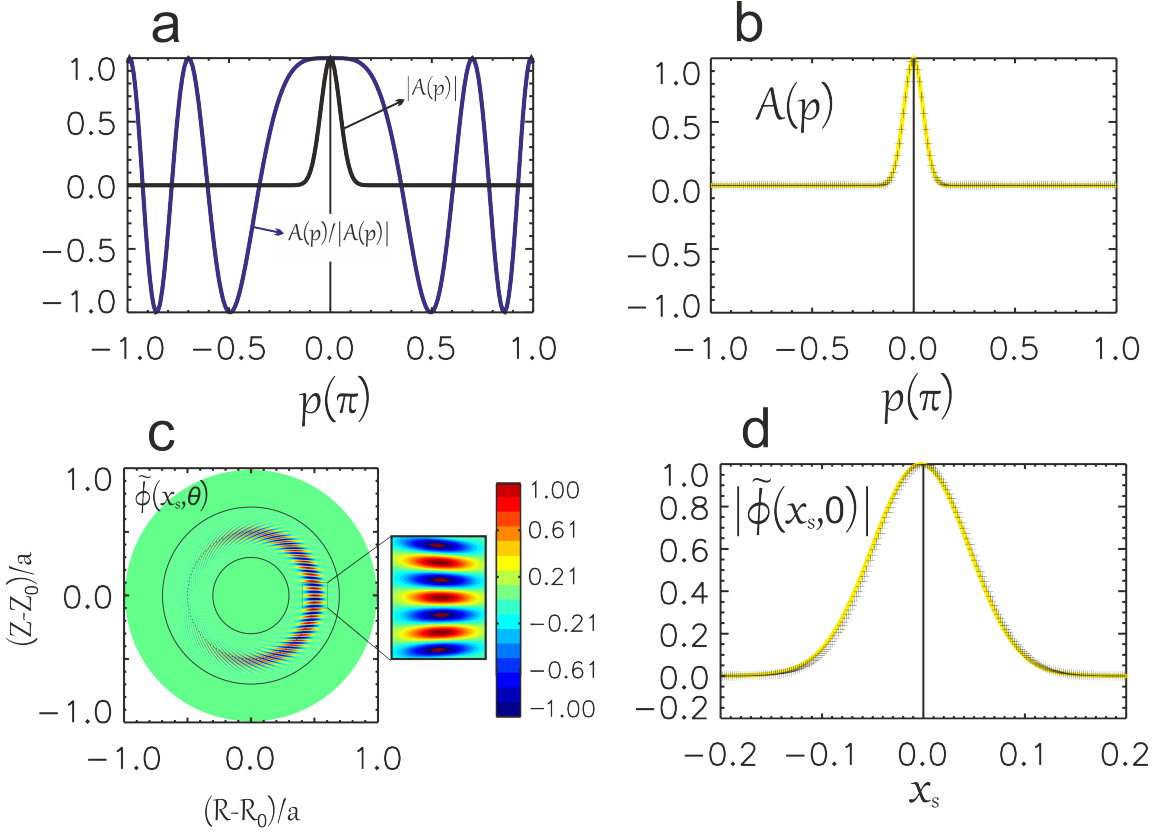 a
1.0
0.5
0.0
−0.5
−1.0
|A(p)|
A(p)/|A(p)|
−1.0 −0.5 0.0 0.5 1.0
p(π)
b
1.0
0.5
0.0
−0.5
−1.0
A(p)
−1.0 −0.5 0.0 0.5 1.0
p(π)
c
1.0
0.0
−1.0
(Z-Z₀)/a
ϕ̃(xₛ,θ)
−1.0 0.0 1.0
(R-R₀)/a
1.00
0.61
0.21
−0.21
−0.61
−1.00
d
1.0
0.8
0.6
0.4
0.2
0.0
−0.2
|ϕ̃(xₛ,0)|
−0.2 −0.1 0.0 0.1 0.2
xₛ